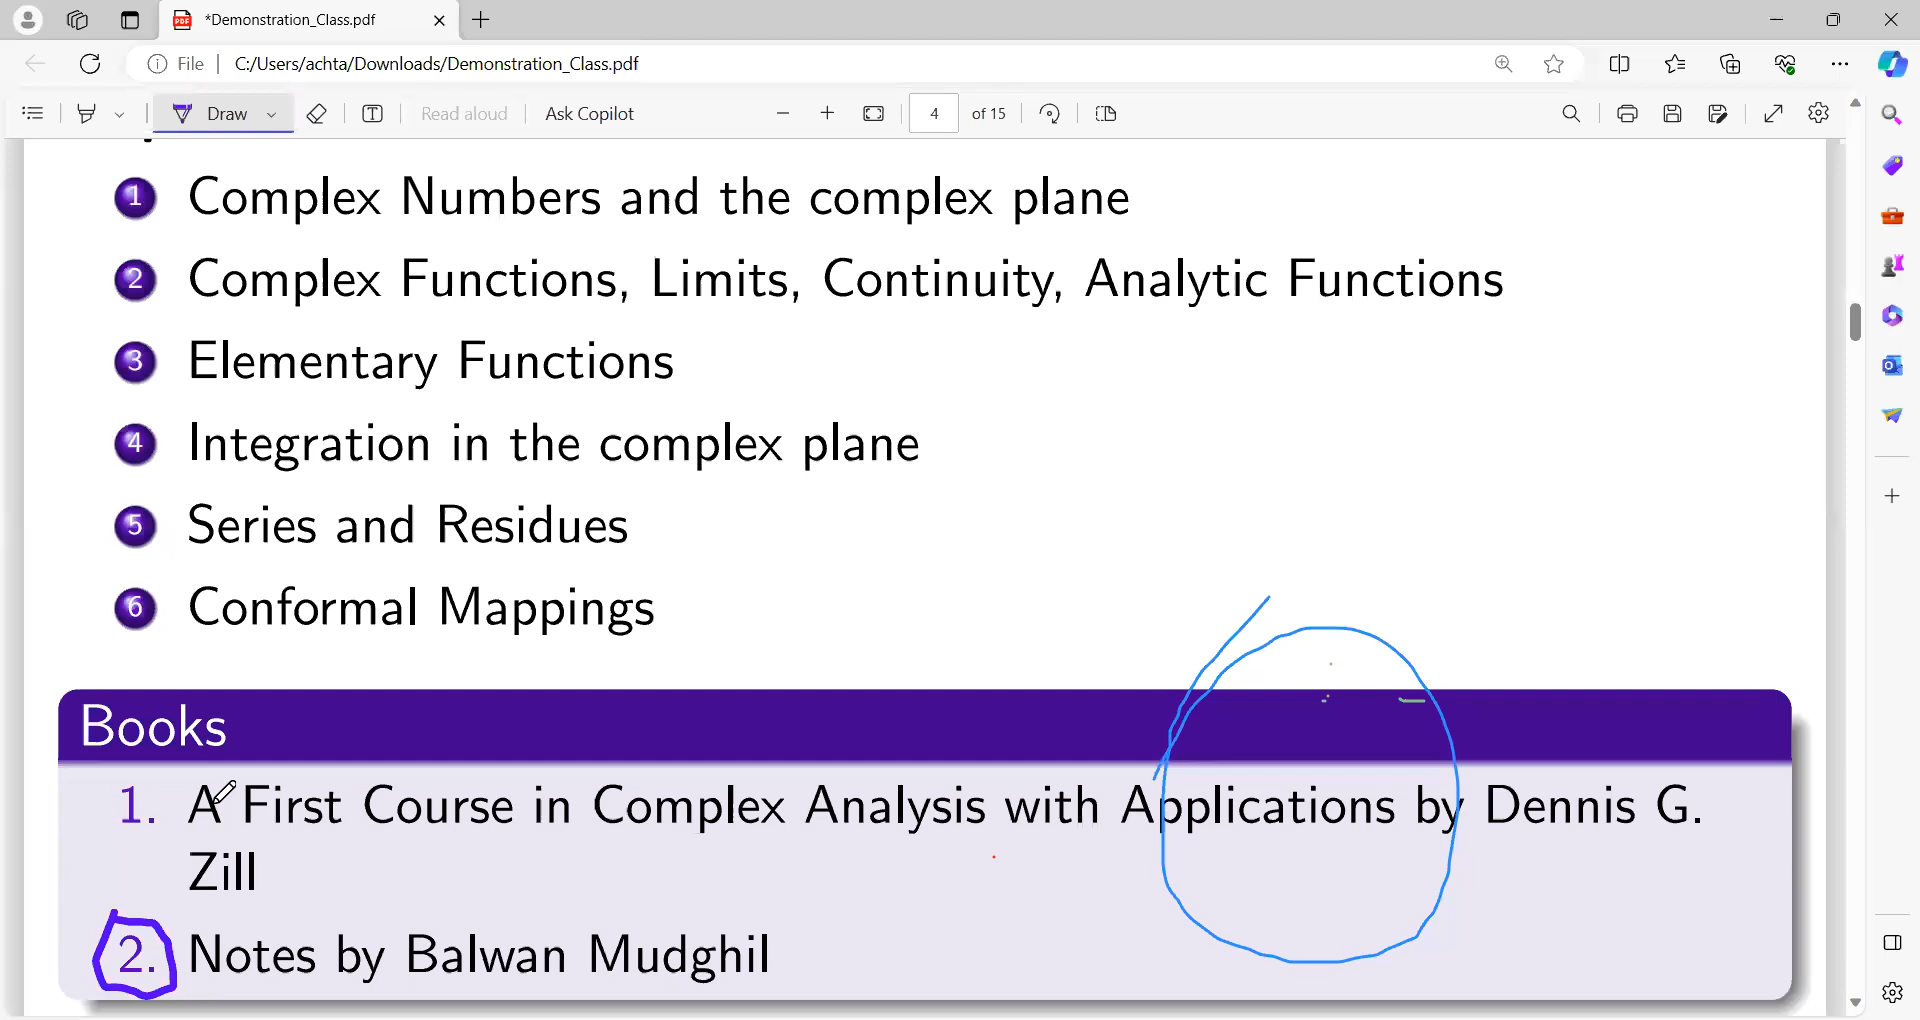 *Demonstration_Class.pdf
File C:/Users/achta/Downloads/Demonstration_Class.pdf
Draw Read aloud Ask Copilot 4 of 15
1 Complex Numbers and the complex plane
2 Complex Functions, Limits, Continuity, Analytic Functions
3 Elementary Functions
4 Integration in the complex plane
5 Series and Residues
6 Conformal Mappings
Books
1. A First Course in Complex Analysis with Applications by Dennis G.
Zill
2. Notes by Balwan Mudghil